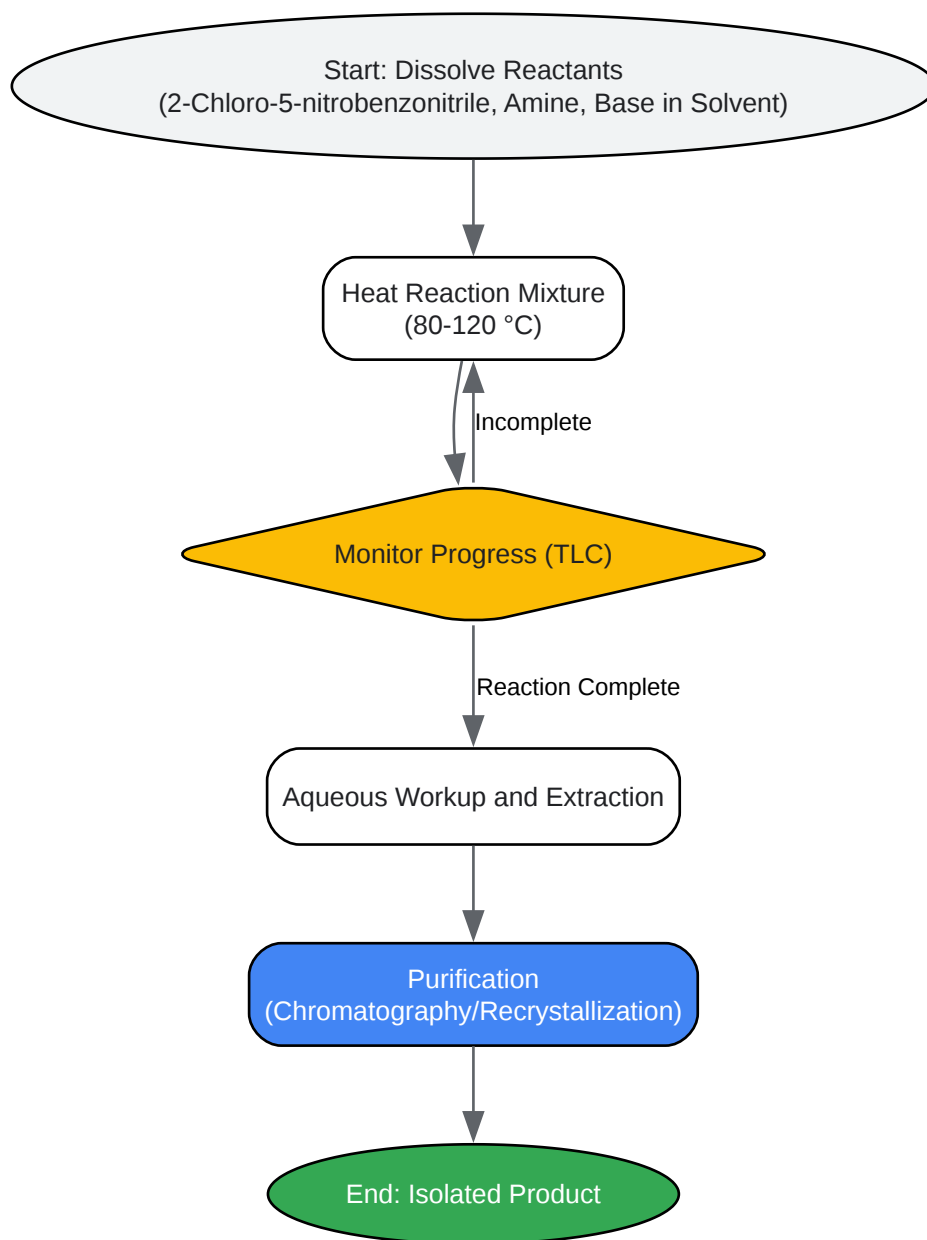 Start: Dissolve Reactants
(2-Chloro-5-nitrobenzonitrile, Amine, Base in Solvent)
Heat Reaction Mixture
(80-120 °C)
Incomplete
Monitor Progress (TLC)
Reaction Complete
Aqueous Workup and Extraction
Purification
(Chromatography/Recrystallization)
End: Isolated Product